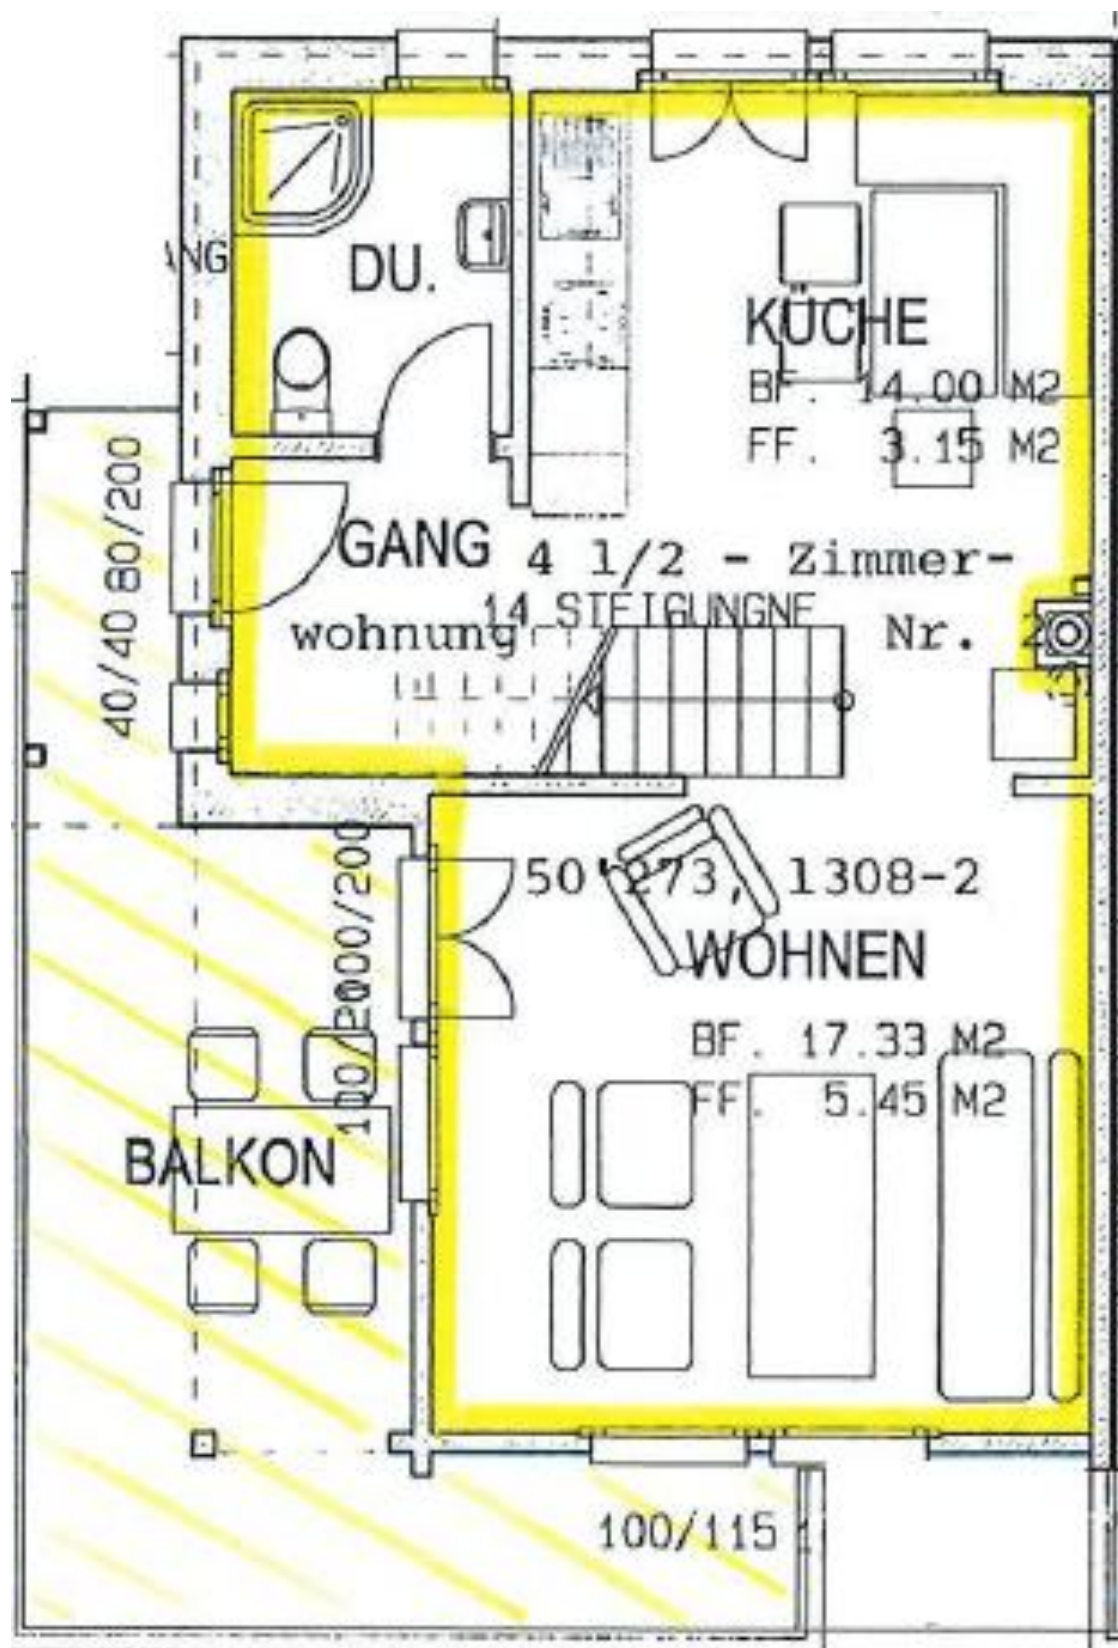 DU.
KÜCHE
BF. 14.00 M2
FF. 3.15 M2
40/40 80/200
GANG
4 1/2 - Zimmer-
14 STEIGUNGNE
wohnung Nr. 2
50'273, 1308-2
WOHNEN
BF. 17.33 M2
FF. 5.45 M2
BALKON
100/115